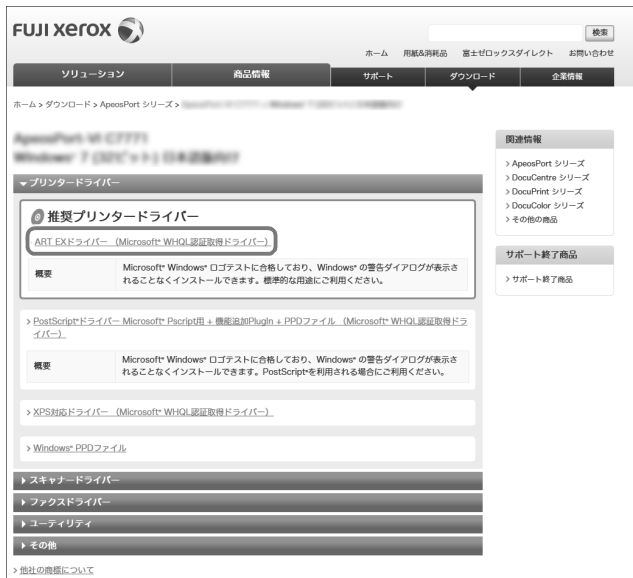 FUJI xerox
検索
ホーム 用紙&消耗品 富士ゼロックスダイレクト お問い合わせ
ソリューション 商品情報 サポート ダウンロード 企業情報
ホーム > ダウンロード > ApeosPort シリーズ >
プリンタードライバー
推奨プリンタードライバー
ART EXドライバー （Microsoft® WHQL認証取得ドライバー）
概要
Microsoft® Windows® ロゴテストに合格しており、Windows® の警告ダイアログが表示さ
れることなくインストールできます。標準的な用途にご利用ください。
> PostScript®ドライバー Microsoft® Pscript用 + 機能追加PlugIn + PPDファイル （Microsoft® WHQL認証取得ドラ
イバー）
概要
Microsoft® Windows® ロゴテストに合格しており、Windows® の警告ダイアログが表示さ
れることなくインストールできます。PostScript®を利用される場合にご利用ください。
> XPS対応ドライバー （Microsoft® WHQL認証取得ドライバー）
> Windows® PPDファイル
スキャナードライバー
ファクスドライバー
ユーティリティ
その他
> 他社の商標について
関連情報
> ApeosPort シリーズ
> DocuCentre シリーズ
> DocuPrint シリーズ
> DocuColor シリーズ
> その他の商品
サポート終了商品
> サポート終了商品